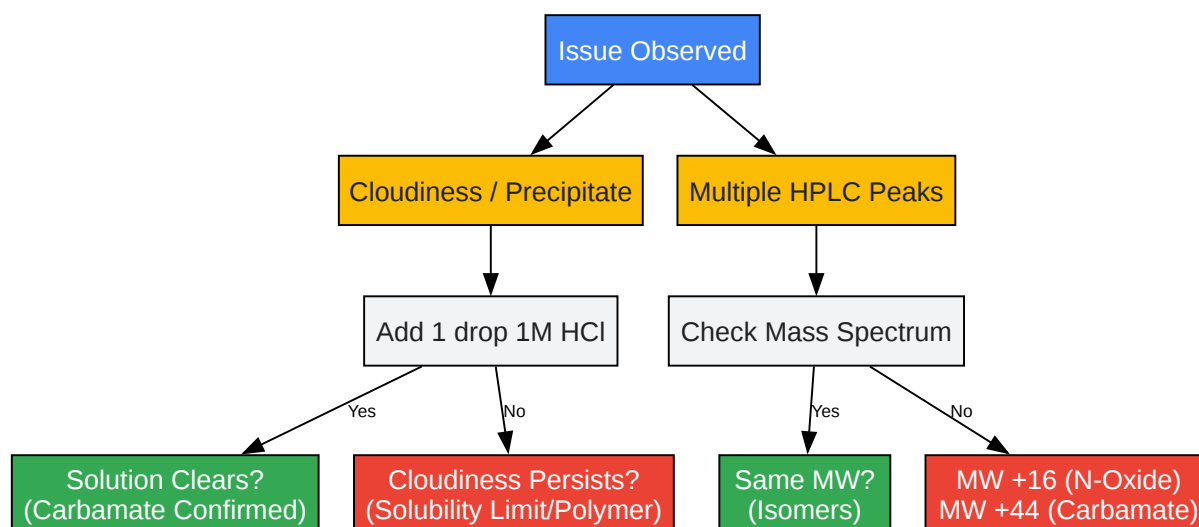 Issue Observed
Cloudiness / Precipitate
Multiple HPLC Peaks
Add 1 drop 1M HCl
Check Mass Spectrum
Yes
No
Yes
No
Solution Clears?
(Carbamate Confirmed)
Cloudiness Persists?
(Solubility Limit/Polymer)
Same MW?
(Isomers)
MW +16 (N-Oxide)
MW +44 (Carbamate)